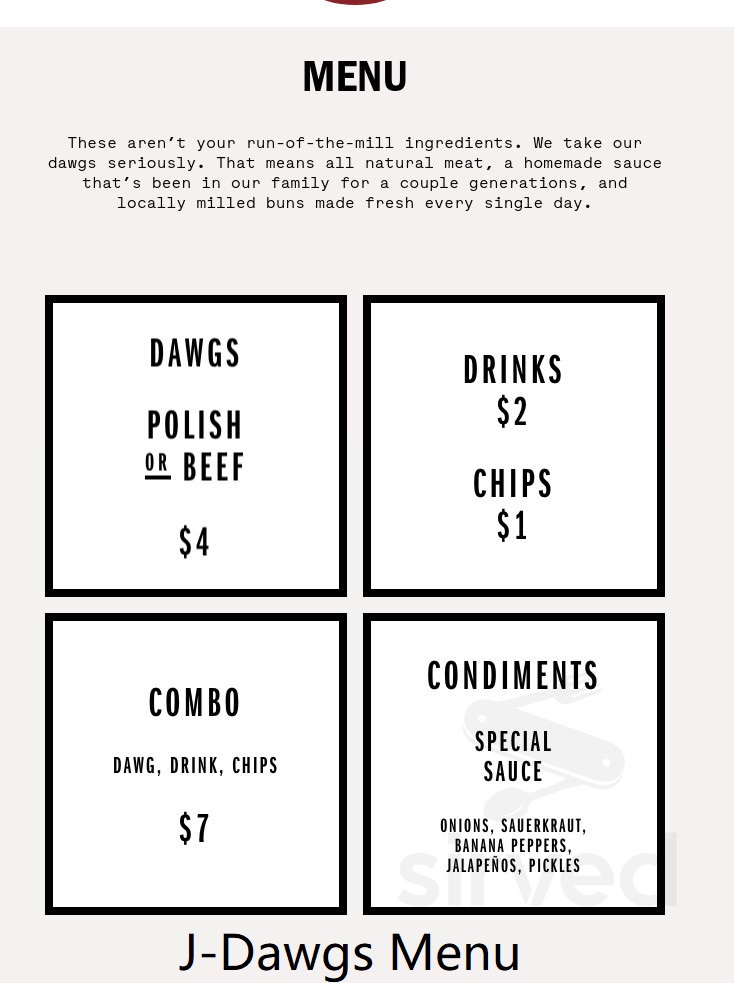 MENU
These aren’t your run-of-the-mill ingredients. We take our
dawgs seriously. That means all natural meat, a homemade sauce
that’s been in our family for a couple generations, and
locally milled buns made fresh every single day.
DAWGS
POLISH
OR BEEF
$4
DRINKS
$2
CHIPS
$1
COMBO
DAWG, DRINK, CHIPS
$7
CONDIMENTS
SPECIAL
SAUCE
ONIONS, SAUERKRAUT,
BANANA PEPPERS,
JALAPEÑOS, PICKLES
sirved
J-Dawgs Menu